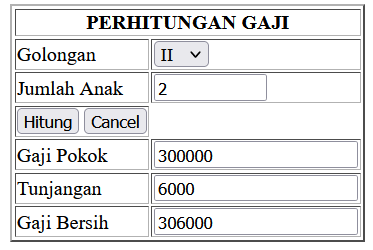 PERHITUNGAN GAJI
Golongan II
Jumlah Anak 2
Hitung Cancel
Gaji Pokok 300000
Tunjangan 6000
Gaji Bersih 306000